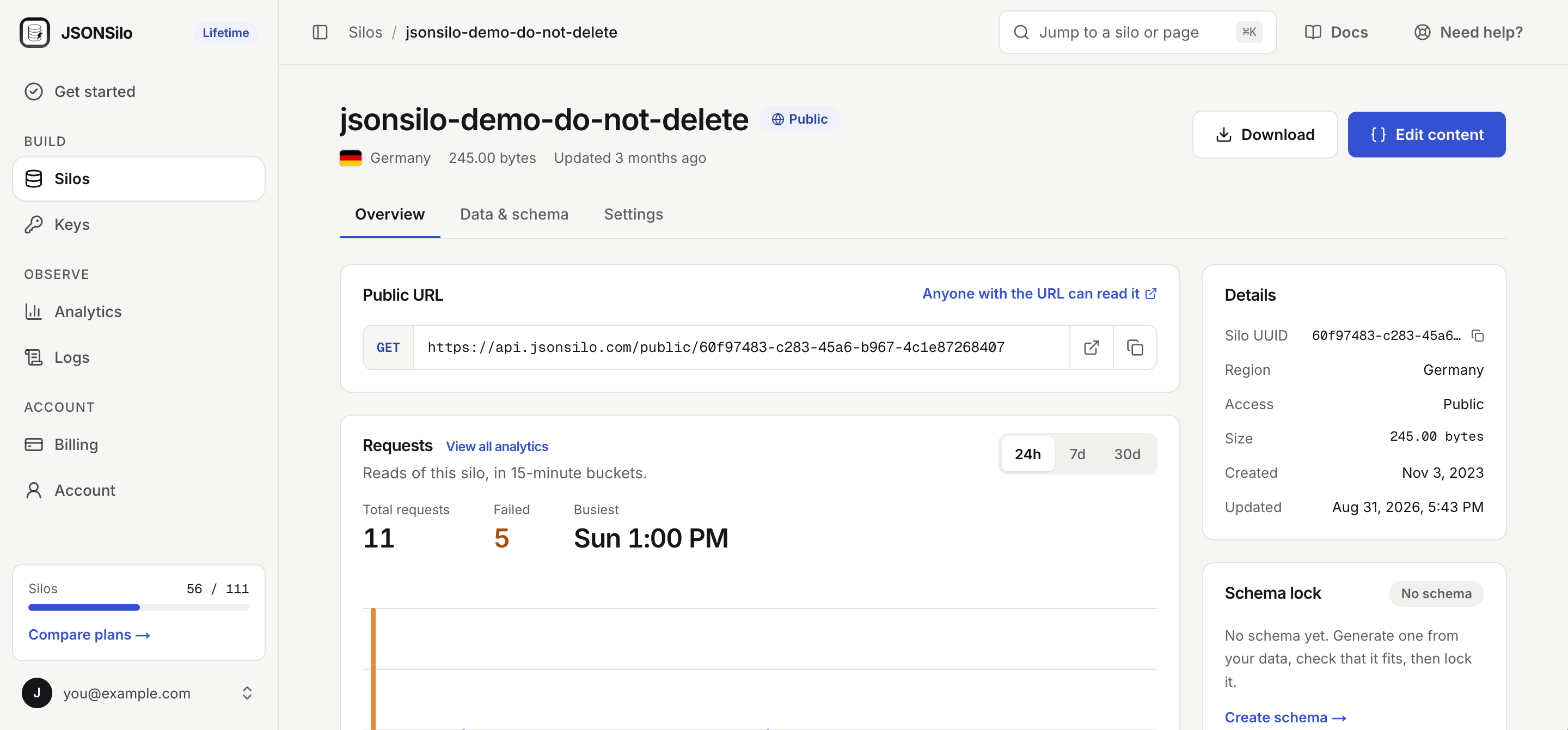 JSONSilo
Lifetime
Get started
BUILD
Silos
Keys
OBSERVE
Analytics
Logs
ACCOUNT
Billing
Account
Silos 56 / 111
Compare plans →
J you@example.com
Silos / jsonsilo-demo-do-not-delete
Jump to a silo or page ⌘K
Docs
Need help?
jsonsilo-demo-do-not-delete Public
Germany 245.00 bytes Updated 3 months ago
Download
{ } Edit content
Overview Data & schema Settings
Public URL Anyone with the URL can read it
GET https://api.jsonsilo.com/public/60f97483-c283-45a6-b967-4c1e87268407
Requests View all analytics
Reads of this silo, in 15-minute buckets.
24h 7d 30d
Total requests Failed Busiest
11 5 Sun 1:00 PM
Details
Silo UUID 60f97483-c283-45a6…
Region Germany
Access Public
Size 245.00 bytes
Created Nov 3, 2023
Updated Aug 31, 2026, 5:43 PM
Schema lock No schema
No schema yet. Generate one from
your data, check that it fits, then lock
it.
Create schema →